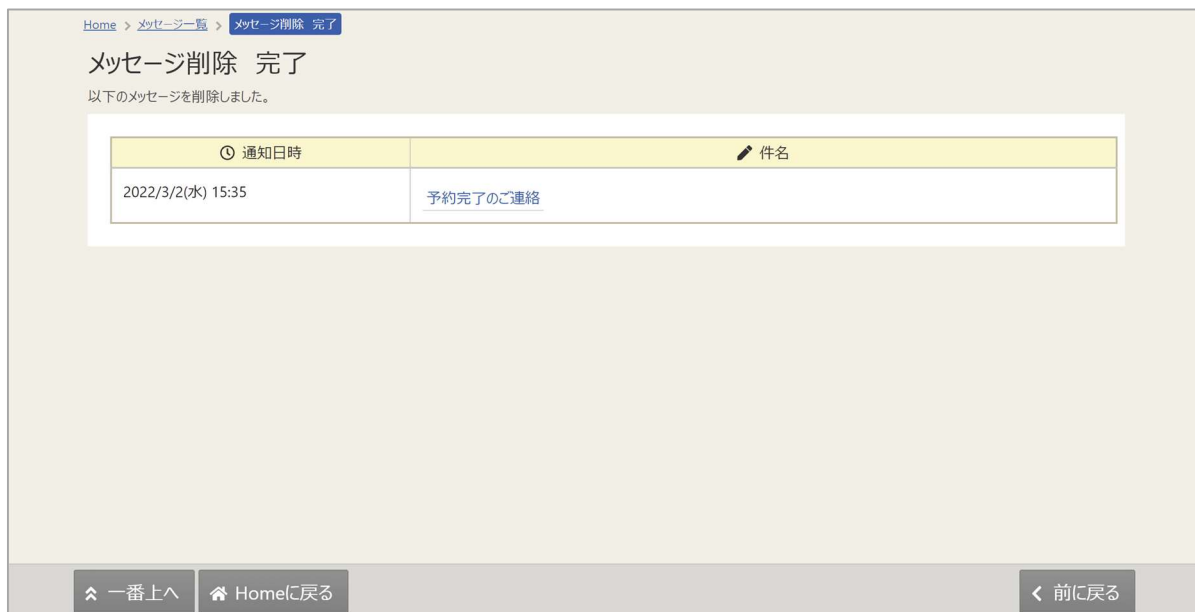 Home > メッセージ一覧 > メッセージ削除 完了
メッセージ削除 完了
以下のメッセージを削除しました。
通知日時 件名
2022/3/2(水) 15:35 予約完了のご連絡
一番上へ Homeに戻る 前に戻る